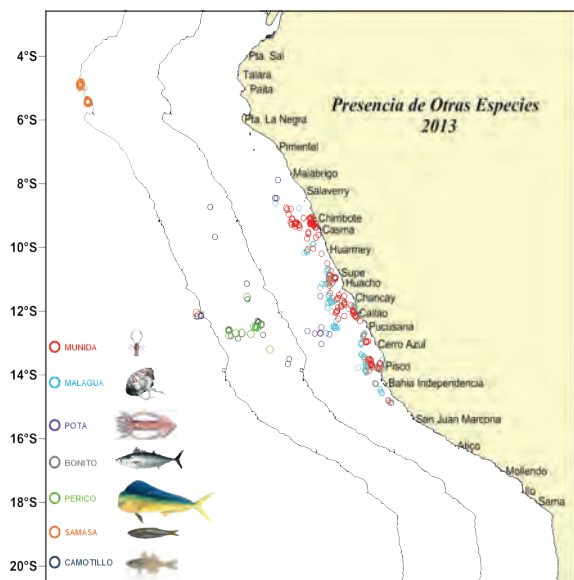 4°S
6°S
8°S
10°S
12°S
14°S
16°S
18°S
20°S
Presencia de Otras Especies
2013
Pta. Sal
Talara
Paita
Pta. La Negra
Pimentel
Malabrigo
Salaverry
Chimbote
Casma
Huarmey
Supe
Huacho
Chancay
Callao
Pucusana
Cerro Azul
Pisco
Bahia Independencia
San Juan Marcona
Atico
Mollendo
Ilo
Sama
MUNIDA
MALAGUA
POTA
BONITO
PERICO
SAMASA
CAMOTILLO